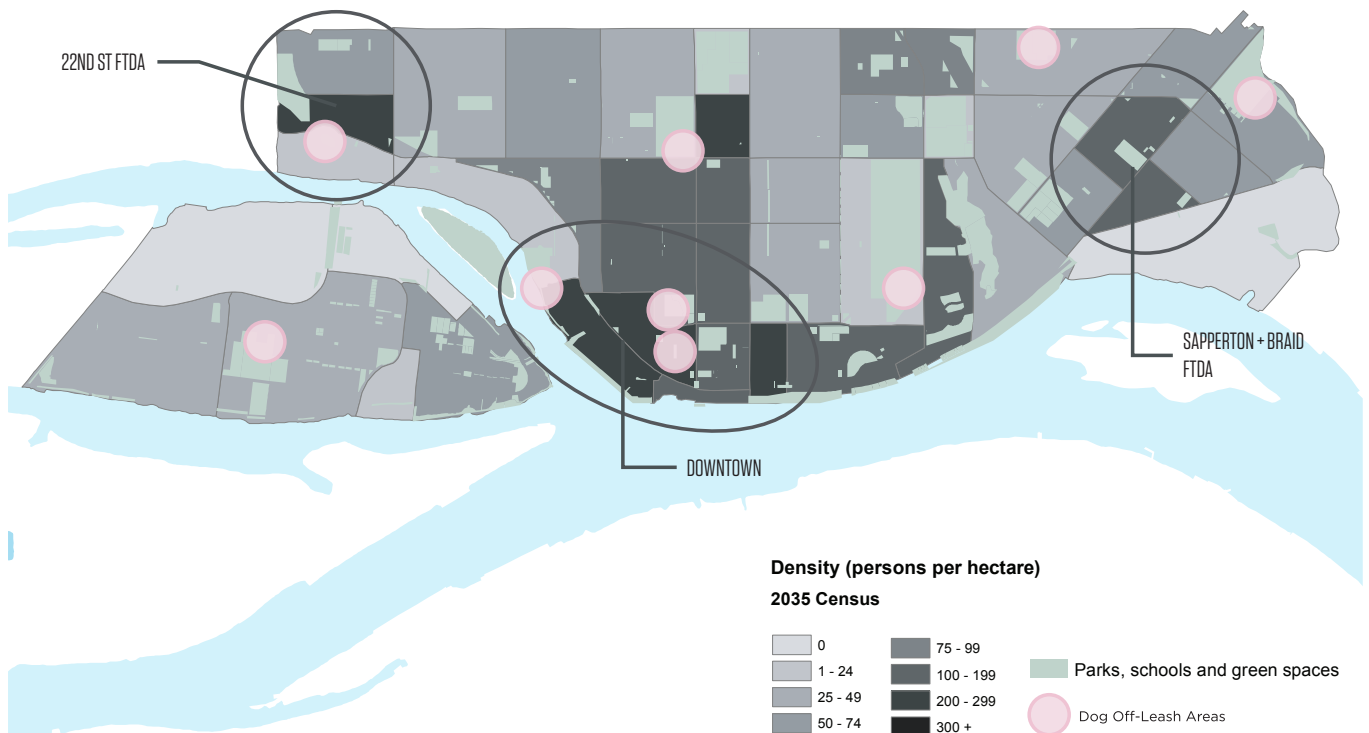 22ND ST FTDA
SAPPERTON + BRAID
FTDA
DOWNTOWN
Density (persons per hectare)
2035 Census
0
1 - 24
25 - 49
50 - 74
75 - 99
100 - 199
200 - 299
300 +
Parks, schools and green spaces
Dog Off-Leash Areas